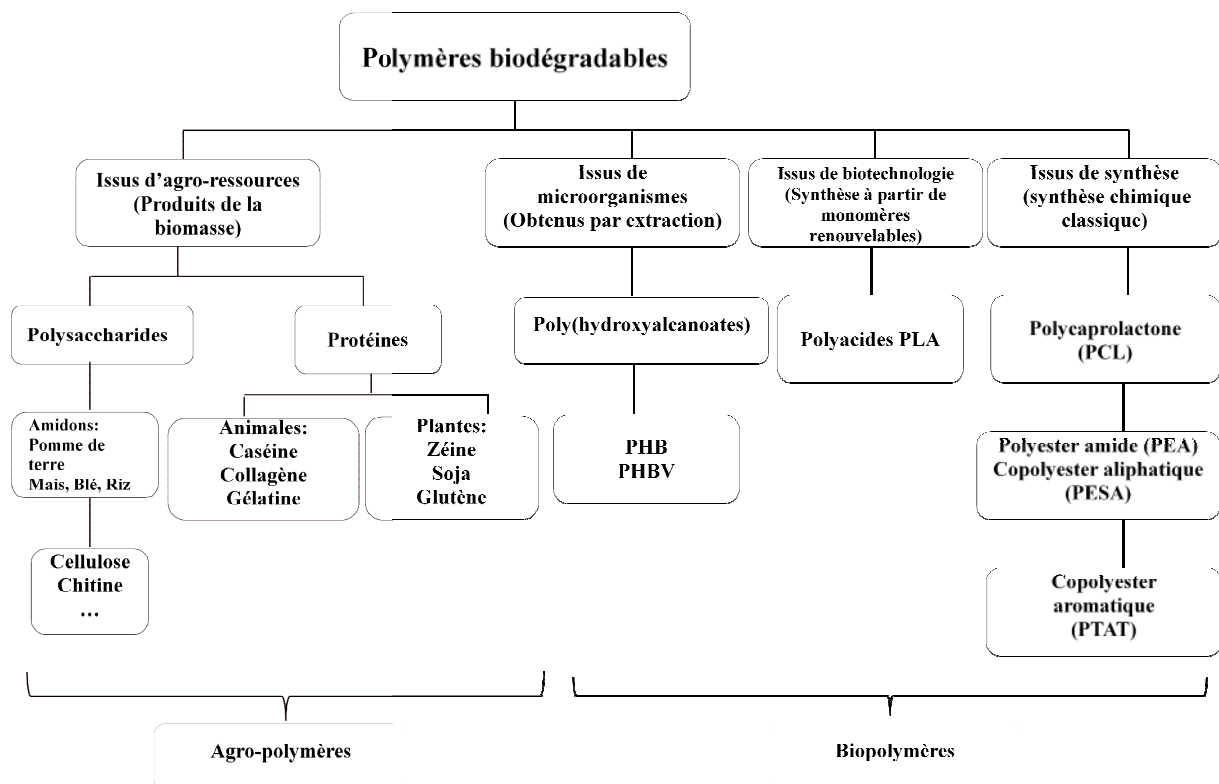 Polymères biodégradables
Issus d'agro-ressources
(Produits de la
biomasse)
Issus de
microorganismes
(Obtenus par extraction)
Issus de biotechnologie
(Synthèse à partir de
monomères
renouvelables)
Issus de synthèse
(synthèse chimique
classique)
Polysaccharides
Protéines
Poly(hydroxyalcanoates)
Polyacides PLA
Polycaprolactone
(PCL)
Amidons:
Pomme de
terre
Mais, Blé, Riz
Animales:
Caséine
Collagène
Gélatine
Plantes:
Zéine
Soja
Glutène
PHB
PHBV
Polyester amide (PEA)
Copolyester aliphatique
(PESA)
Cellulose
Chitine
...
Copolyester
aromatique
(PTAT)
Agro-polymères
Biopolymères